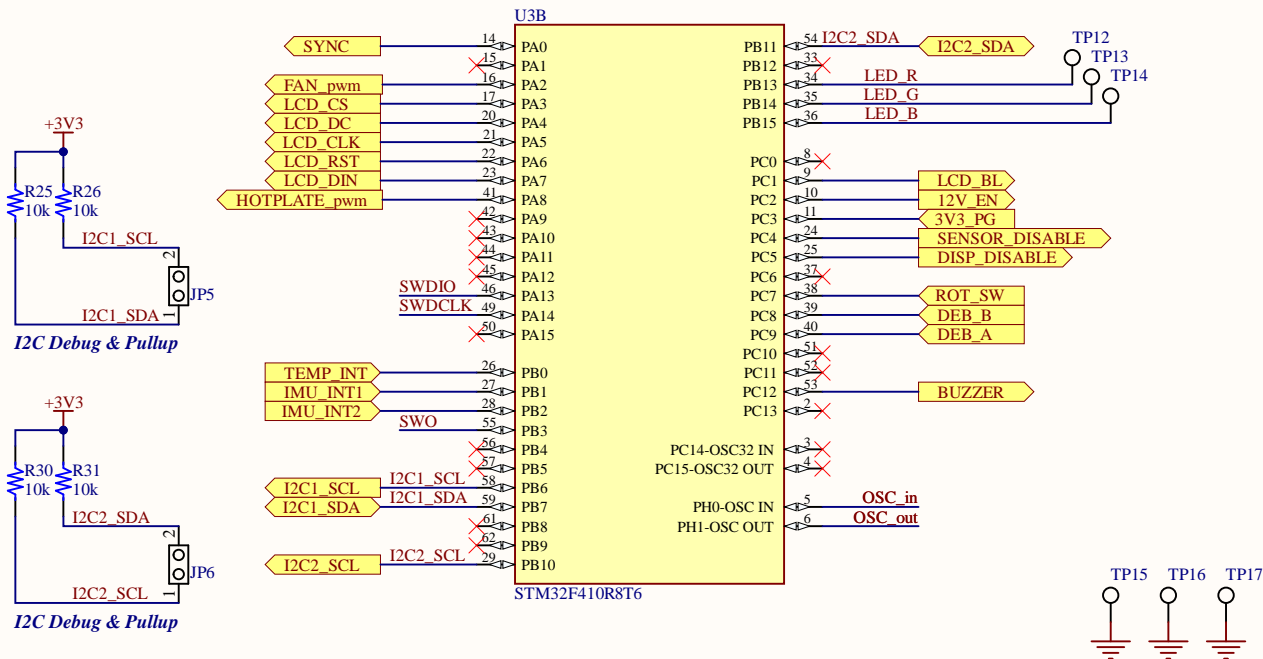 U3B
SYNC 14 PA0
15 PA1
FAN_pwm 16 PA2
LCD_CS 17 PA3
LCD_DC 20 PA4
LCD_CLK 21 PA5
LCD_RST 22 PA6
LCD_DIN 23 PA7
HOTPLATE_pwm 41 PA8
42 PA9
43 PA10
44 PA11
45 PA12
SWDIO 46 PA13
SWDCLK 49 PA14
50 PA15
TEMP_INT 26 PB0
IMU_INT1 27 PB1
IMU_INT2 28 PB2
SWO 55 PB3
56 PB4
57 PB5
I2C1_SCL I2C1_SCL 58 PB6
I2C1_SDA I2C1_SDA 59 PB7
61 PB8
62 PB9
I2C2_SCL I2C2_SCL 29 PB10
STM32F410R8T6
PB11 54 I2C2_SDA I2C2_SDA
PB12 33
PB13 34 LED_R
PB14 35 LED_G
PB15 36 LED_B
TP12
TP13
TP14
PC0 8
PC1 9 LCD_BL
PC2 10 12V_EN
PC3 11 3V3_PG
PC4 24 SENSOR_DISABLE
PC5 25 DISP_DISABLE
PC6 37
PC7 38 ROT_SW
PC8 39 DEB_B
PC9 40 DEB_A
PC10 51
PC11 52
PC12 53 BUZZER
PC13 2
PC14-OSC32 IN 3
PC15-OSC32 OUT 4
PH0-OSC IN 5 OSC_in
PH1-OSC OUT 6 OSC_out
+3V3
R25 R26
10k 10k
I2C1_SCL
2
JP5
1
I2C1_SDA
I2C Debug & Pullup
+3V3
R30 R31
10k 10k
I2C2_SDA
2
JP6
1
I2C2_SCL
I2C Debug & Pullup
TP15 TP16 TP17